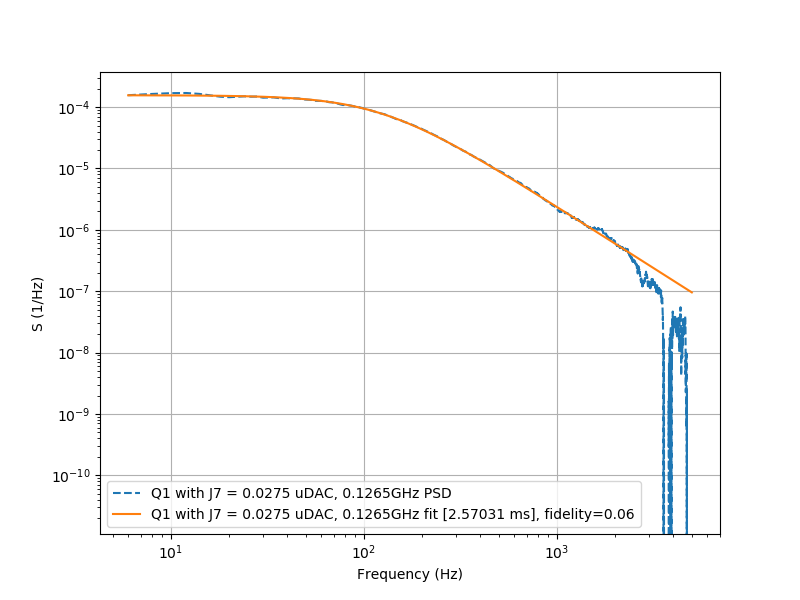 10⁻⁴
10⁻⁵
10⁻⁶
10⁻⁷
10⁻⁸
10⁻⁹
10⁻¹⁰
S (1/Hz)
Q1 with J7 = 0.0275 uDAC, 0.1265GHz PSD
Q1 with J7 = 0.0275 uDAC, 0.1265GHz fit [2.57031 ms], fidelity=0.06
10¹ 10² 10³
Frequency (Hz)